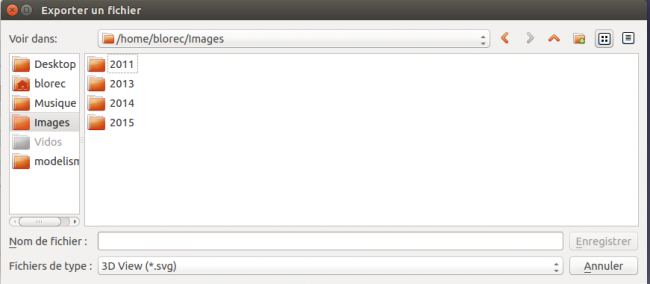 Exporter un fichier
Voir dans: /home/blorec/Images
Desktop
blorec
Musique
Images
Vidos
modelism
2011
2013
2014
2015
Nom de fichier : Enregistrer
Fichiers de type : 3D View (*.svg) Annuler